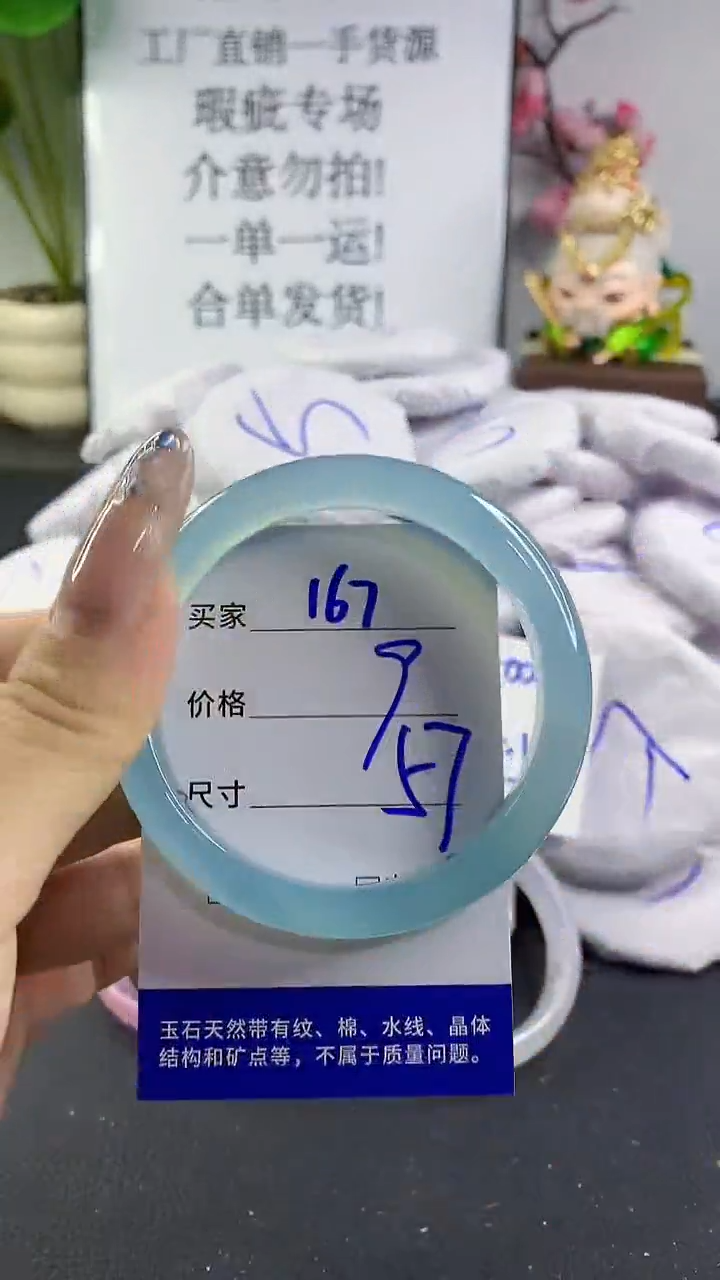 工厂直销一手货源
瑕疵专场
介意勿拍!
一单一运!
合单发货!
买家 167
价格 9
尺寸 57
玉石天然带有纹、棉、水线、晶体
结构和矿点等，不属于质量问题。